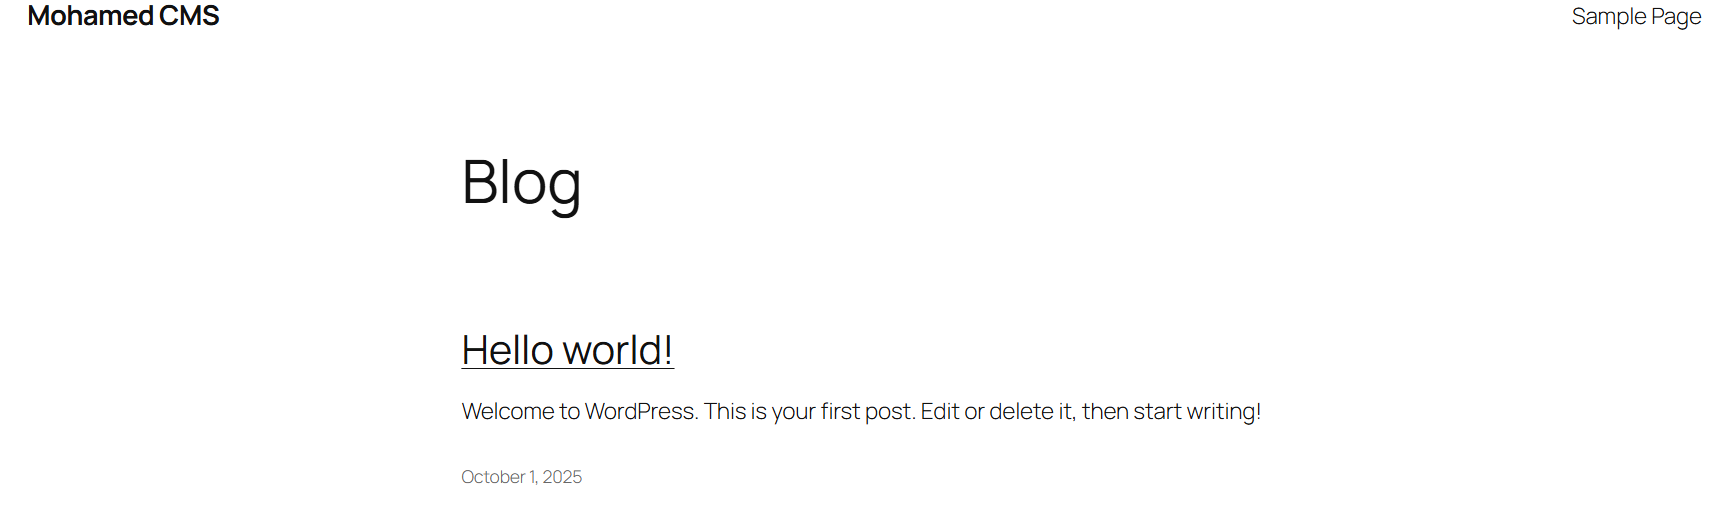 Mohamed CMS
Sample Page
Blog
Hello world!
Welcome to WordPress. This is your first post. Edit or delete it, then start writing!
October 1, 2025